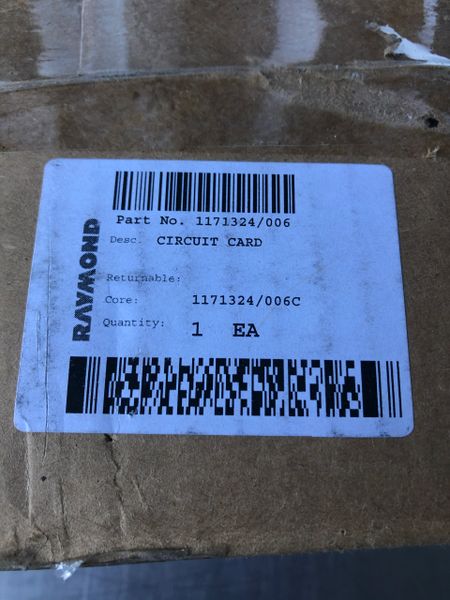 RAYMOND
Part No. 1171324/006
Desc. CIRCUIT CARD
Returnable:
Core: 1171324/006C
Quantity: 1 EA